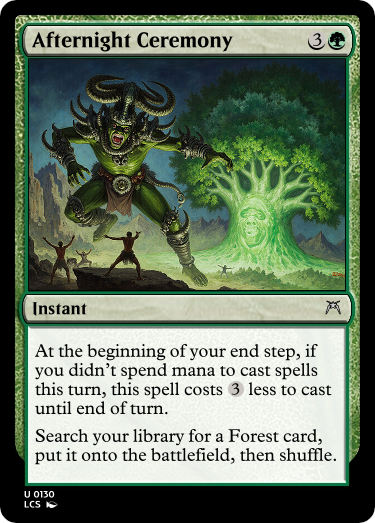 Afternight Ceremony 3
Instant
At the beginning of your end step, if
you didn't spend mana to cast spells
this turn, this spell costs 3 less to cast
until end of turn.
Search your library for a Forest card,
put it onto the battlefield, then shuffle.
U 0130
LCS